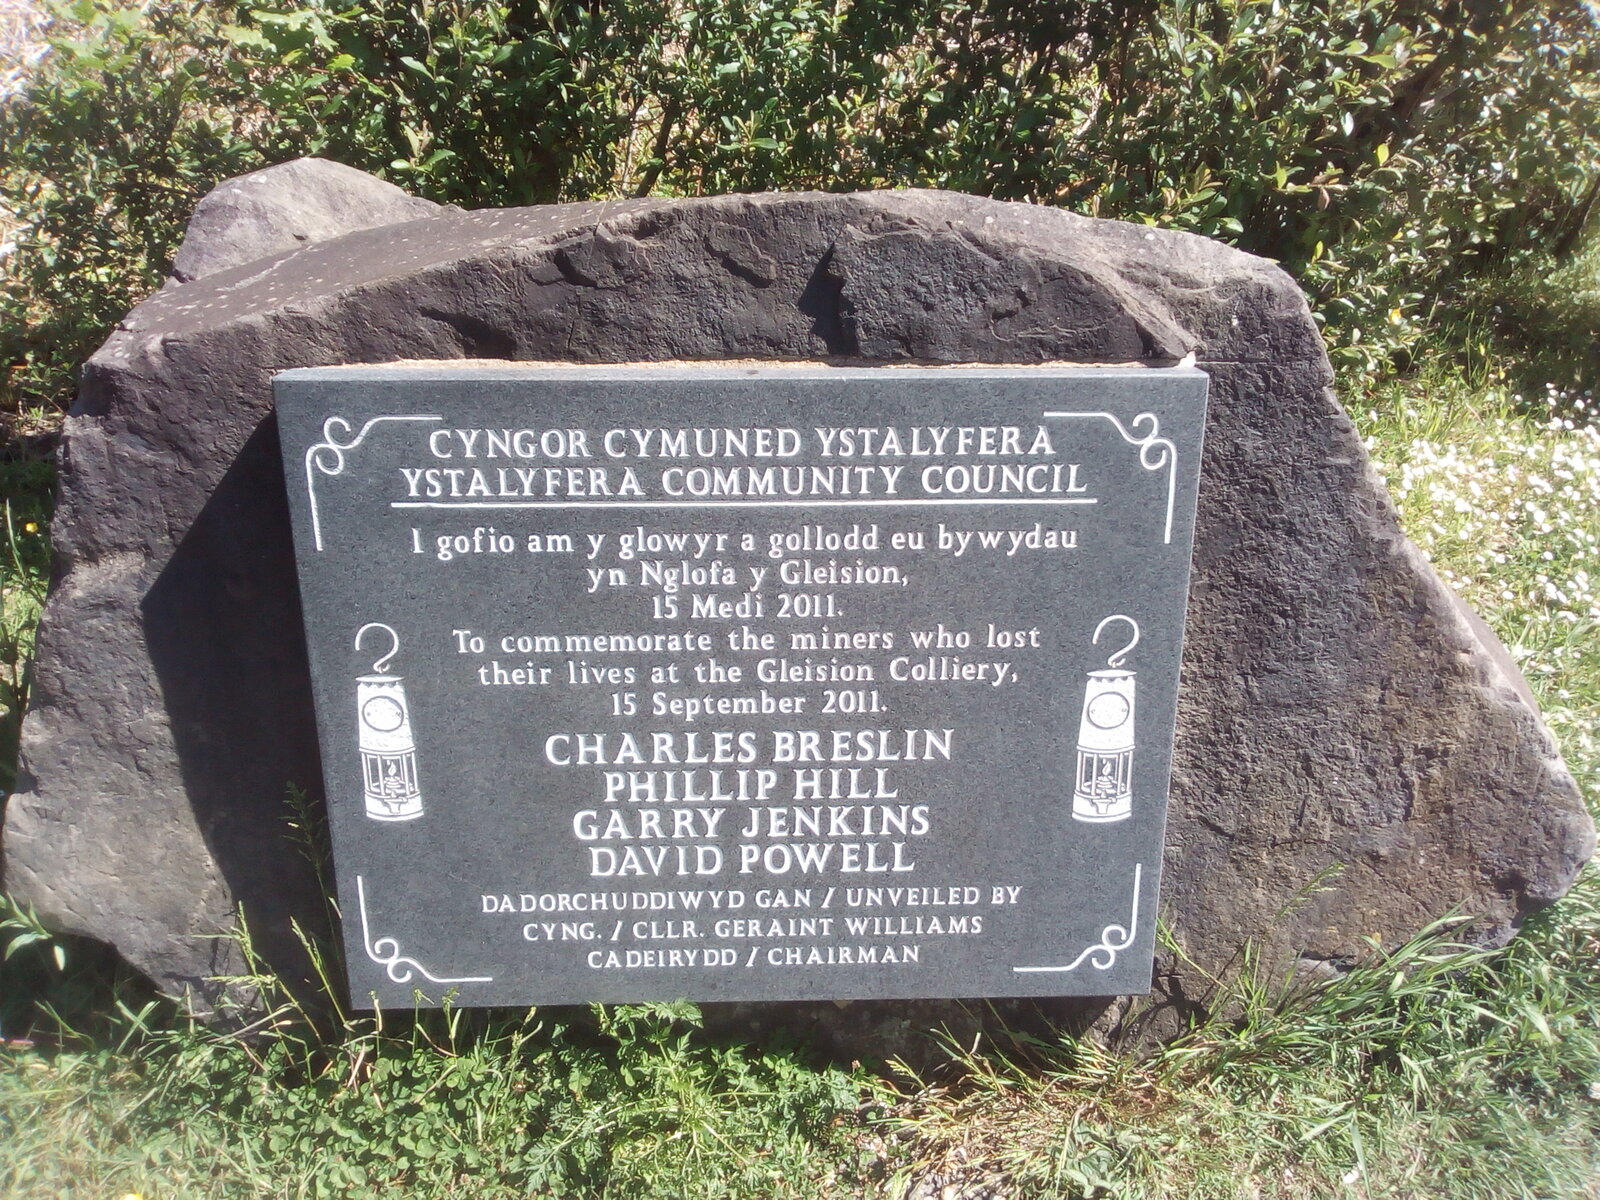 CYNGOR CYMUNED YSTALYFERA
YSTALYFERA COMMUNITY COUNCIL
I gofio am y glowyr a gollodd eu bywydau
yn Nglofa y Gleision,
15 Medi 2011.
To commemorate the miners who lost
their lives at the Gleision Colliery,
15 September 2011.
CHARLES BRESLIN
PHILLIP HILL
GARRY JENKINS
DAVID POWELL
DADORCHUDDIWYD GAN / UNVEILED BY
CYNG. / CLLR. GERAINT WILLIAMS
CADEIRYDD / CHAIRMAN